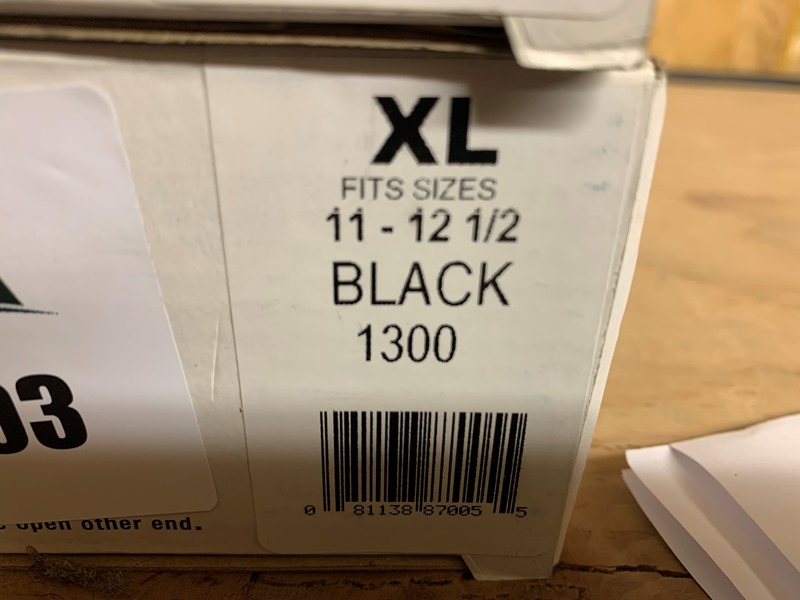 XL
FITS SIZES
11 - 12 1/2
BLACK
1300
0 81138 87005 5
03
open other end.